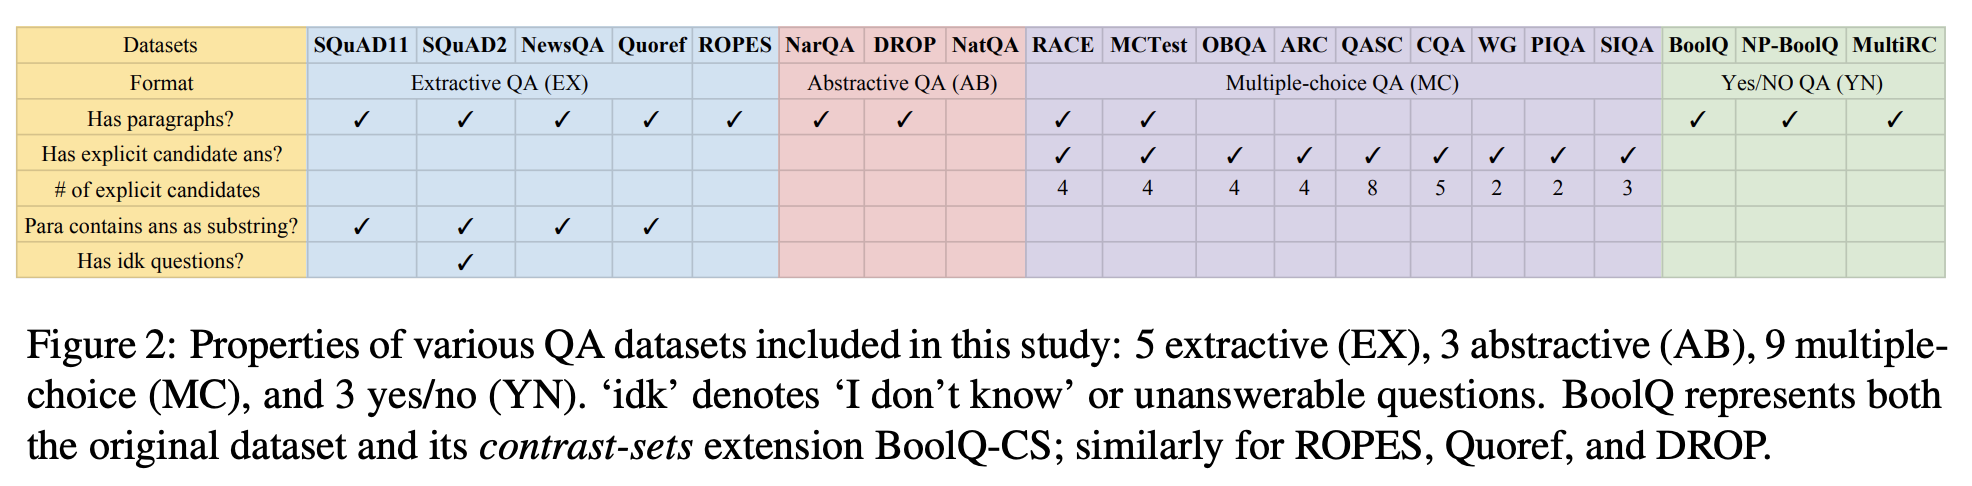 Datasets SQuAD11 SQuAD2 NewsQA Quoref ROPES NarQA DROP NatQA RACE MCTest OBQA ARC QASC CQA WG PIQA SIQA BoolQ NP-BoolQ MultiRC
Format Extractive QA (EX) Abstractive QA (AB) Multiple-choice QA (MC) Yes/NO QA (YN)
Has paragraphs? ✓ ✓ ✓ ✓ ✓ ✓ ✓ ✓ ✓ ✓ ✓ ✓
Has explicit candidate ans? ✓ ✓ ✓ ✓ ✓ ✓ ✓ ✓ ✓
# of explicit candidates 4 4 4 4 8 5 2 2 3
Para contains ans as substring? ✓ ✓ ✓ ✓
Has idk questions? ✓
Figure 2: Properties of various QA datasets included in this study: 5 extractive (EX), 3 abstractive (AB), 9 multiple-
choice (MC), and 3 yes/no (YN). ‘idk’ denotes ‘I don’t know’ or unanswerable questions. BoolQ represents both
the original dataset and its contrast-sets extension BoolQ-CS; similarly for ROPES, Quoref, and DROP.